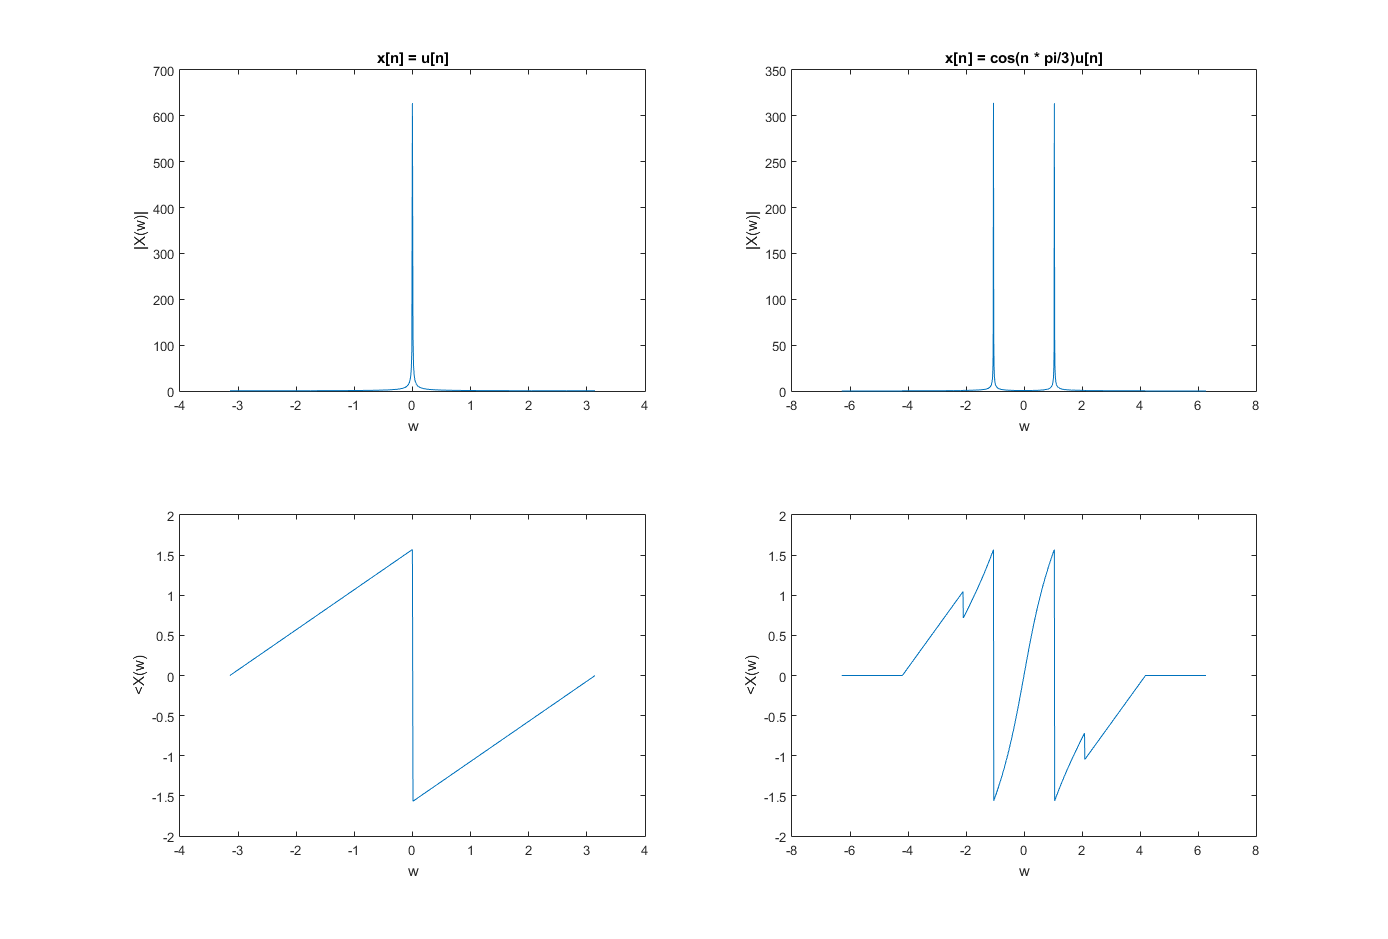 x[n] = u[n]
700
600
500
400
300
200
100
0
|X(w)|
-4 -3 -2 -1 0 1 2 3 4
w
x[n] = cos(n * pi/3)u[n]
350
300
250
200
150
100
50
0
|X(w)|
-8 -6 -4 -2 0 2 4 6 8
w
2
1.5
1
0.5
0
-0.5
-1
-1.5
-2
<X(w)
-4 -3 -2 -1 0 1 2 3 4
w
2
1.5
1
0.5
0
-0.5
-1
-1.5
-2
<X(w)
-8 -6 -4 -2 0 2 4 6 8
w